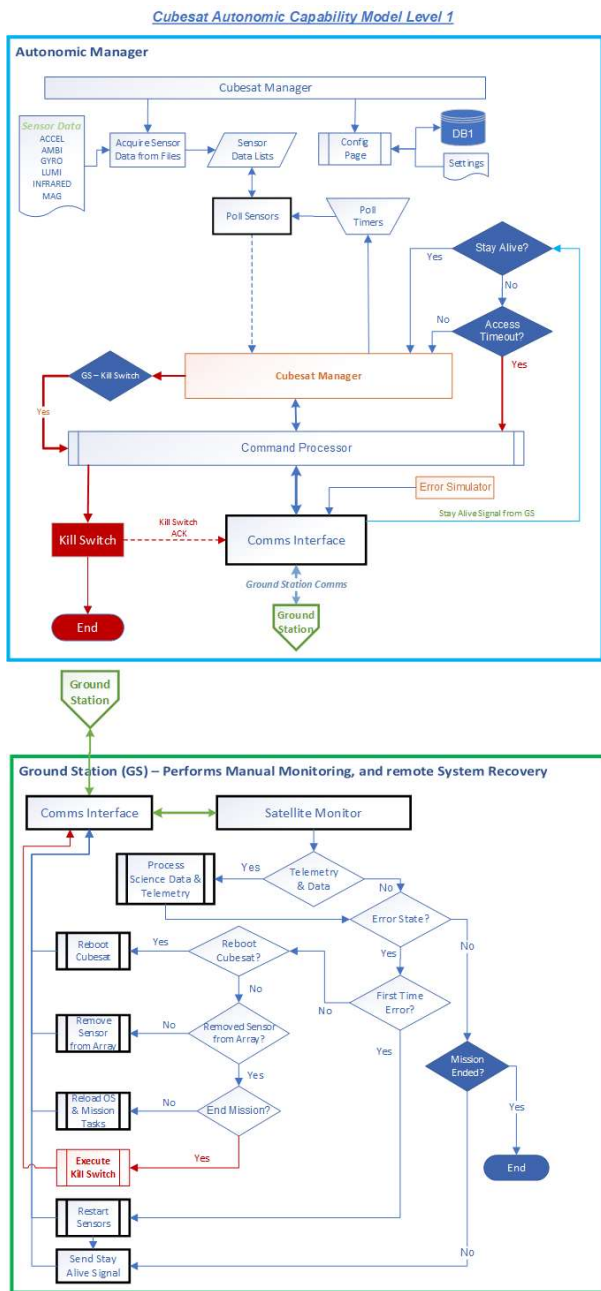 Cubesat Autonomic Capability Model Level 1
Autonomic Manager
Cubesat Manager
Sensor Data
ACCEL
AMBI
GYRO
LUMI
INFRARED
MAG
Acquire Sensor
Data from Files
Sensor
Data Lists
Config
Page
DB1
Settings
Poll Sensors
Poll
Timers
Stay Alive?
Yes
No
No
Access
Timeout?
Yes
GS – Kill Switch
Cubesat Manager
Yes
Command Processor
Error Simulator
Stay Alive Signal from GS
Kill Switch
Kill Switch
ACK
Comms Interface
Ground Station Comms
End
Ground
Station
Ground
Station
Ground Station (GS) – Performs Manual Monitoring, and remote System Recovery
Comms Interface
Satellite Monitor
Process
Science Data &
Telemetry
Yes
Telemetry
& Data
No
Error State?
No
Reboot
Cubesat
Yes
Reboot
Cubesat?
Yes
No
No
First Time
Error?
Remove
Sensor
from Array
No
Removed Sensor
from Array?
Yes
Yes
Mission
Ended?
Reload OS
& Mission
Tasks
No
End Mission?
Yes
Execute
Kill Switch
Yes
End
Restart
Sensors
Send Stay
Alive Signal
No